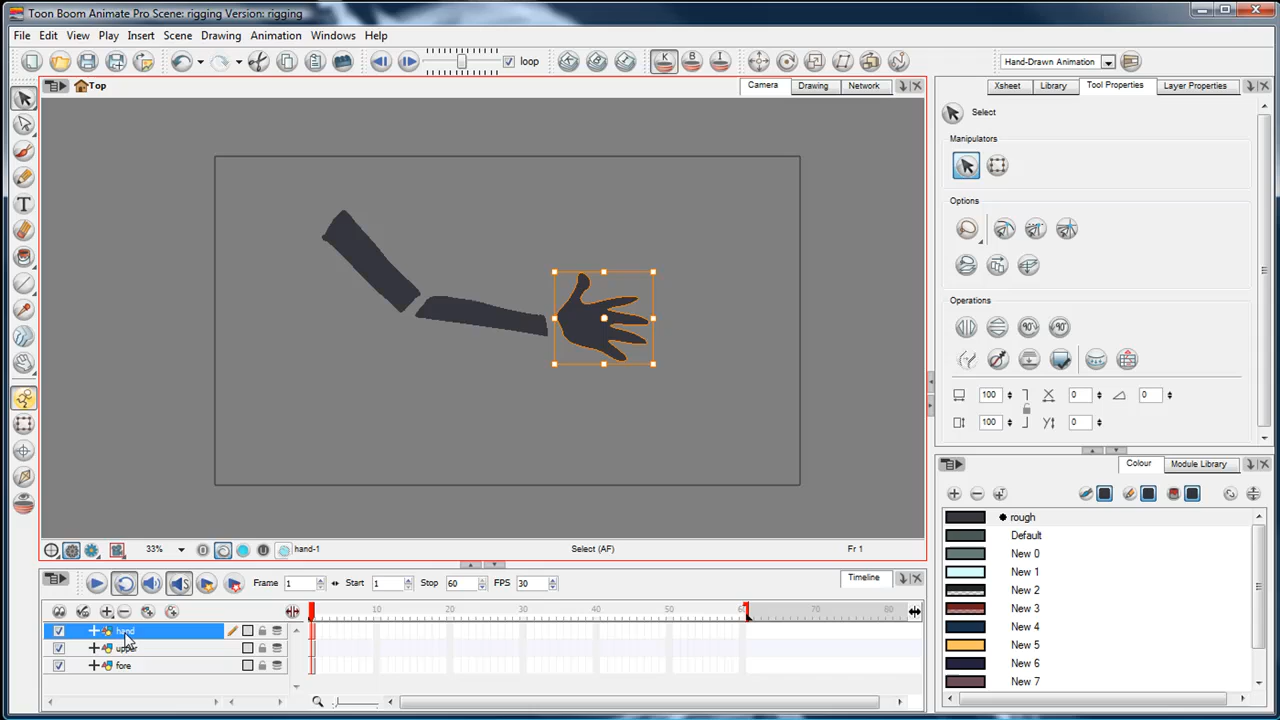 Toon Boom Animate Pro Scene: rigging Version: rigging
File Edit View Play Insert Scene Drawing Animation Windows Help
loop
K B I
Hand-Drawn Animation
Top
Camera Drawing Network
Xsheet Library Tool Properties Layer Properties
Select
Manipulators
Options
Operations
90° 90°
100 0 0
100 0
33%
hand-1
Select (AF)
Fr 1
Colour Module Library
rough
Default
New 0
New 1
New 2
New 3
New 4
New 5
New 6
New 7
Frame 1 Start 1 Stop 60 FPS 30
Timeline
10 20 30 40 50 60 70 80
hand
upper
fore